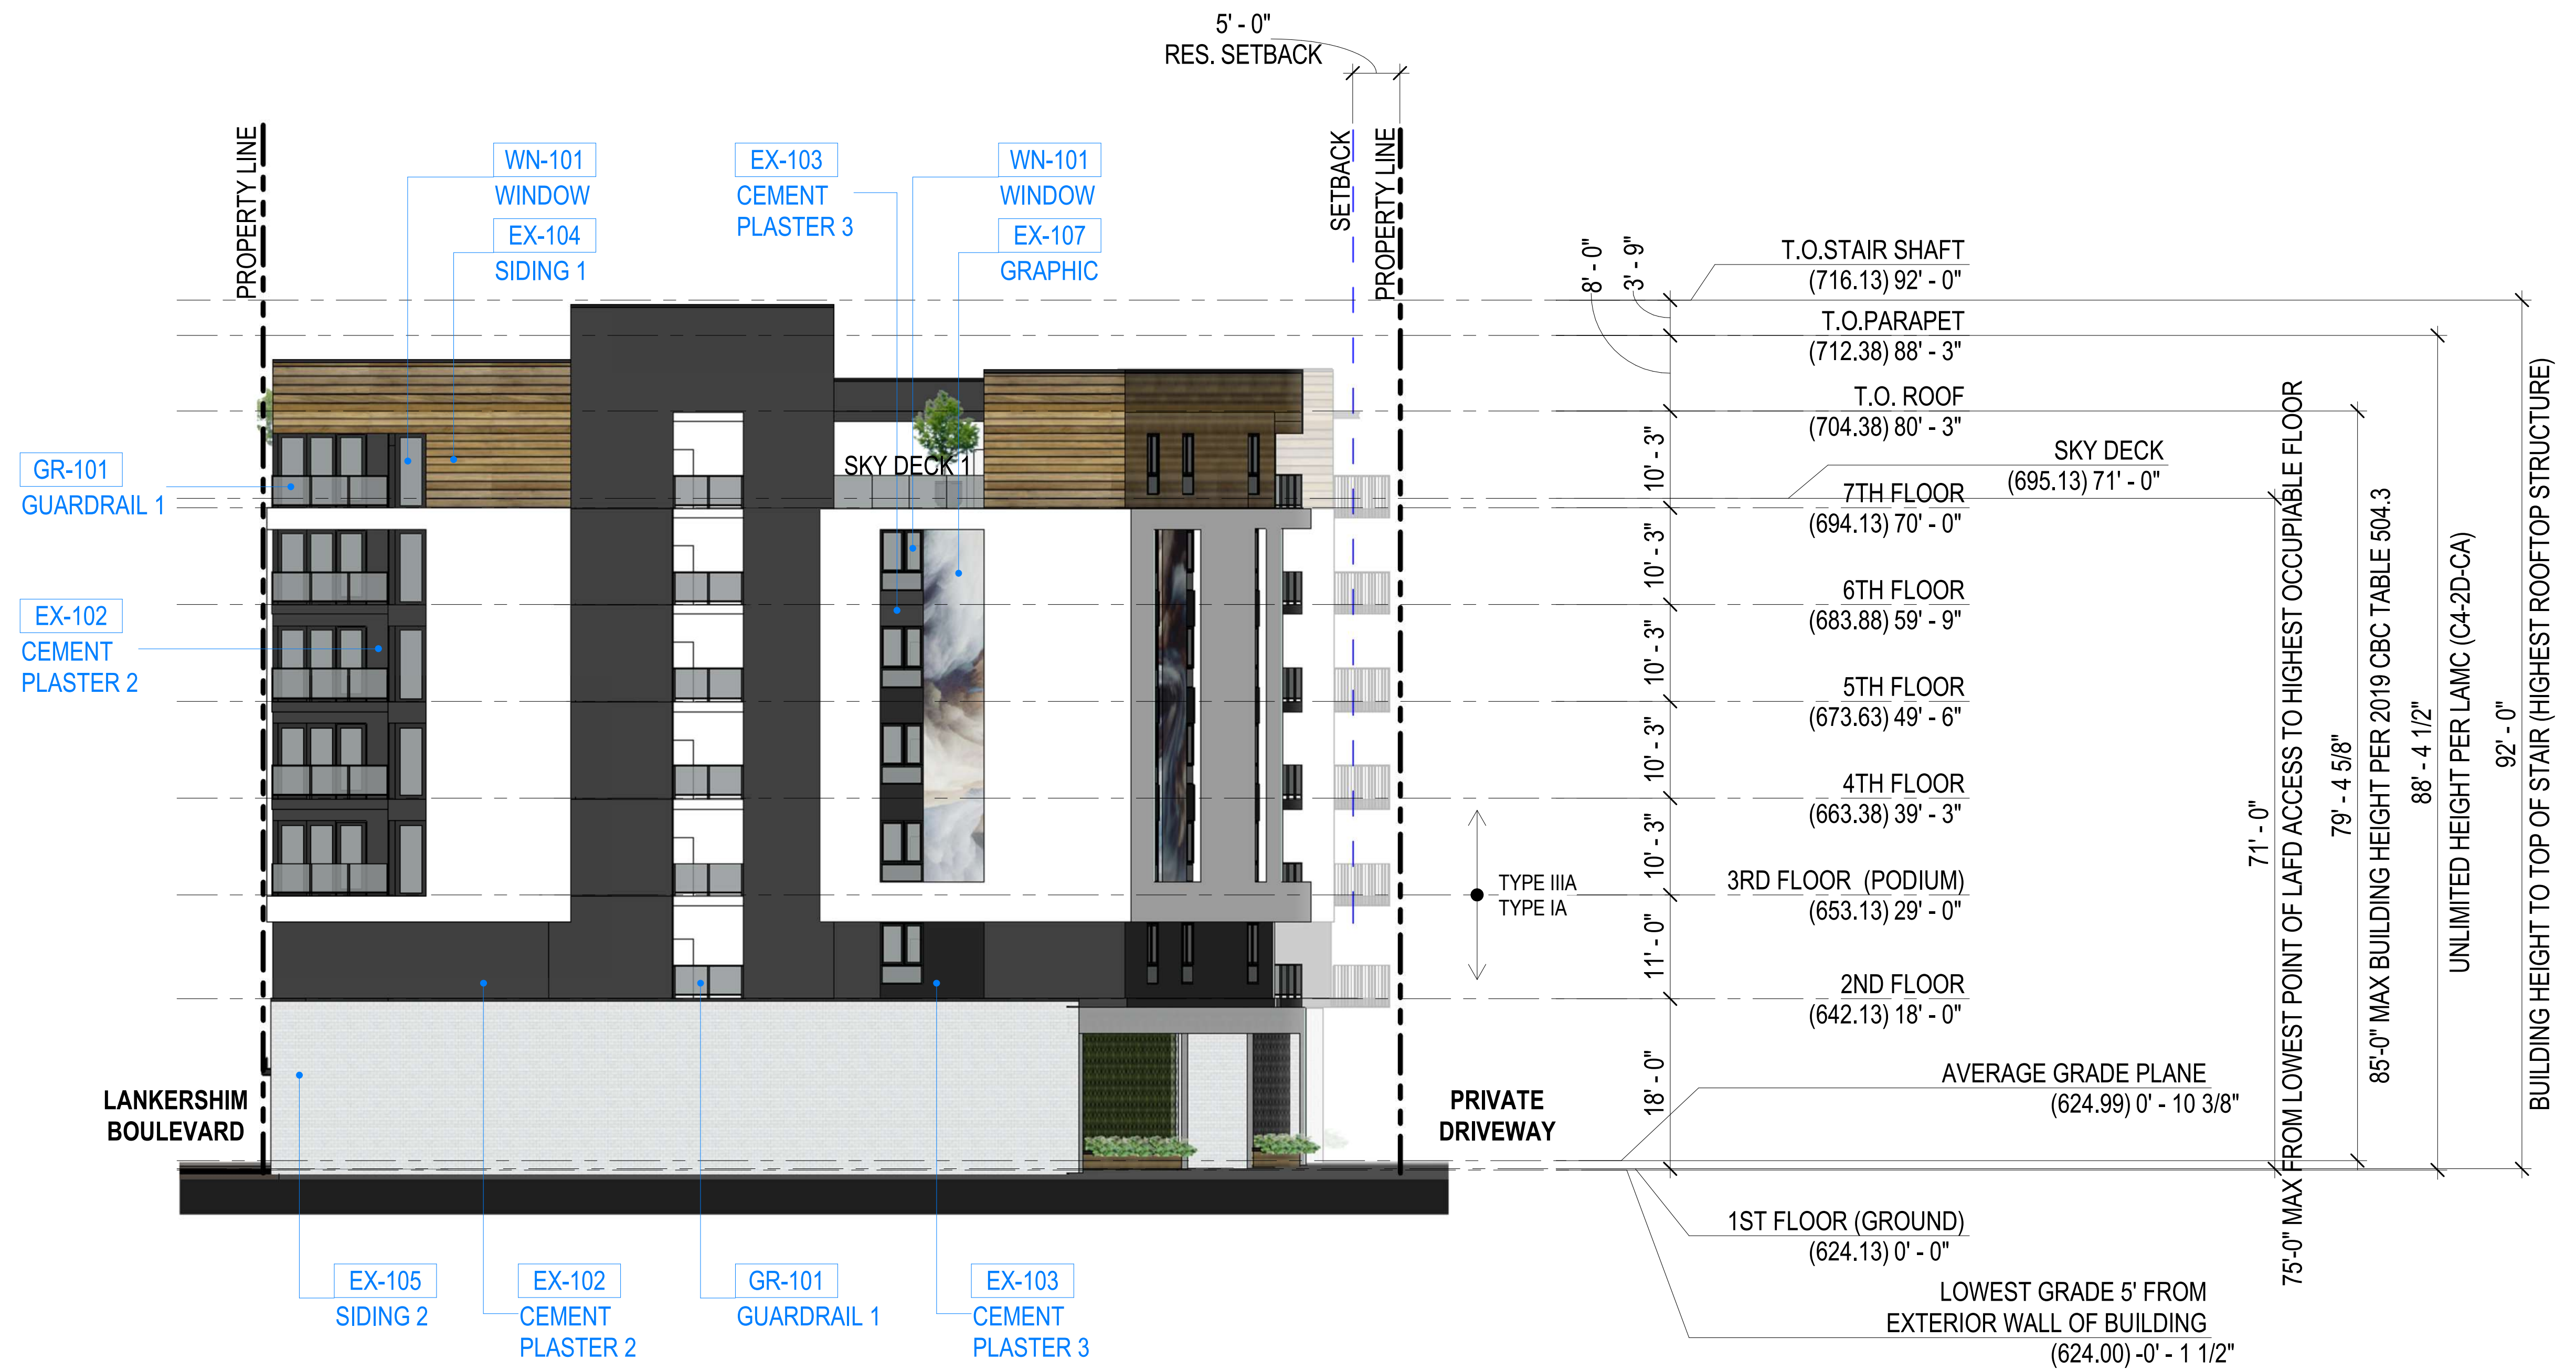 5' - 0"
RES. SETBACK
PROPERTY LINE
WN-101
WINDOW
EX-104
SIDING 1
EX-103
CEMENT
PLASTER 3
WN-101
WINDOW
EX-107
GRAPHIC
SETBACK
PROPERTY LINE
GR-101
GUARDRAIL 1
EX-102
CEMENT
PLASTER 2
SKY DECK 1
LANKERSHIM
BOULEVARD
PRIVATE
DRIVEWAY
TYPE IIIA
TYPE IA
EX-105
SIDING 2
EX-102
CEMENT
PLASTER 2
GR-101
GUARDRAIL 1
EX-103
CEMENT
PLASTER 3
8' - 0"
3' - 9"
10' - 3"
10' - 3"
10' - 3"
10' - 3"
10' - 3"
11' - 0"
18' - 0"
T.O.STAIR SHAFT
(716.13) 92' - 0"
T.O.PARAPET
(712.38) 88' - 3"
T.O. ROOF
(704.38) 80' - 3"
SKY DECK
(695.13) 71' - 0"
7TH FLOOR
(694.13) 70' - 0"
6TH FLOOR
(683.88) 59' - 9"
5TH FLOOR
(673.63) 49' - 6"
4TH FLOOR
(663.38) 39' - 3"
3RD FLOOR (PODIUM)
(653.13) 29' - 0"
2ND FLOOR
(642.13) 18' - 0"
AVERAGE GRADE PLANE
(624.99) 0' - 10 3/8"
1ST FLOOR (GROUND)
(624.13) 0' - 0"
LOWEST GRADE 5' FROM
EXTERIOR WALL OF BUILDING
(624.00) -0' - 1 1/2"
71' - 0"
75'-0" MAX FROM LOWEST POINT OF LAFD ACCESS TO HIGHEST OCCUPIABLE FLOOR
79' - 4 5/8"
85'-0" MAX BUILDING HEIGHT PER 2019 CBC TABLE 504.3
88' - 4 1/2"
UNLIMITED HEIGHT PER LAMC (C4-2D-CA)
92' - 0"
BUILDING HEIGHT TO TOP OF STAIR (HIGHEST ROOFTOP STRUCTURE)